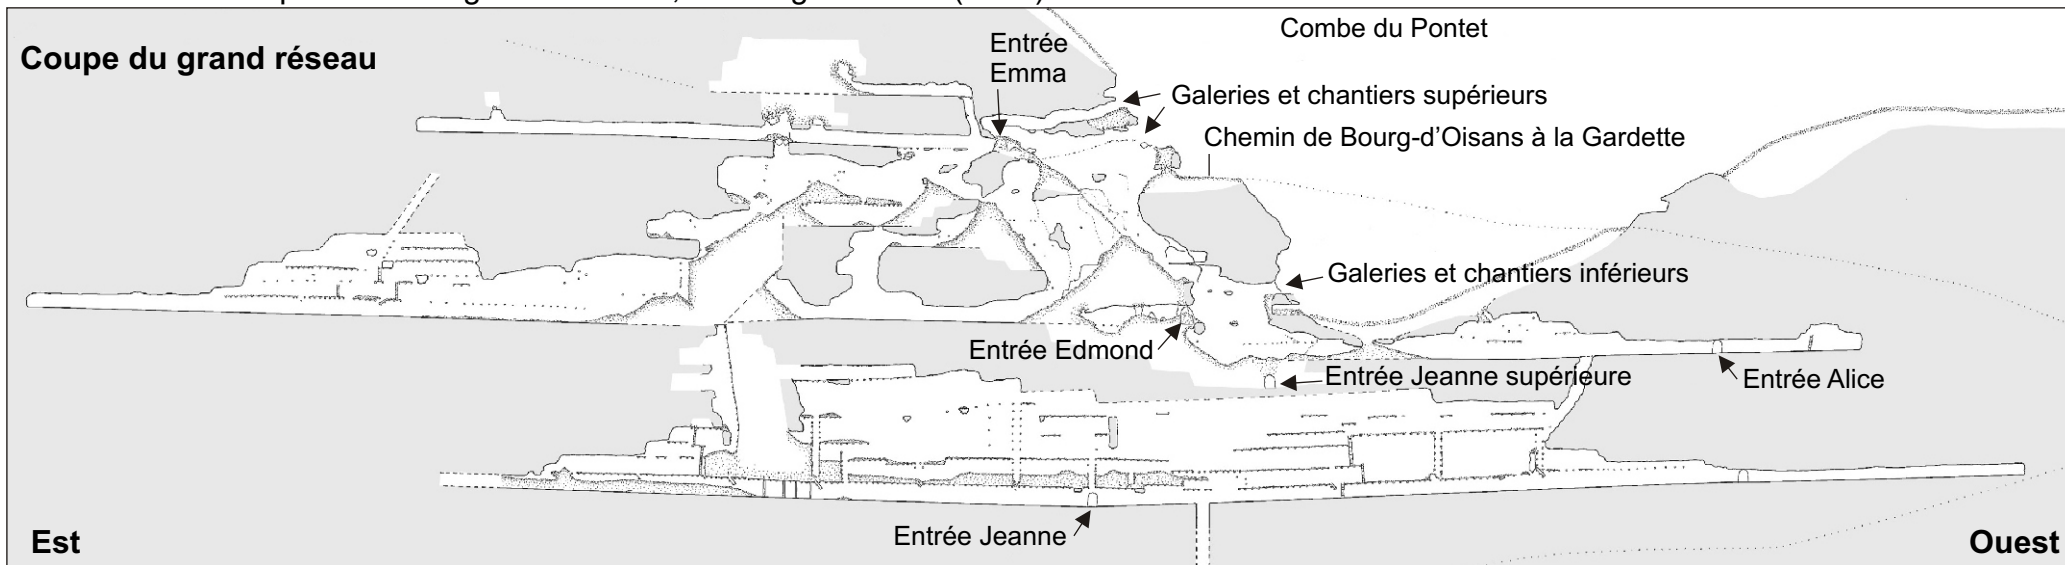 Coupe du grand réseau
Combe du Pontet
Entrée
Emma
Galeries et chantiers supérieurs
Chemin de Bourg-d'Oisans à la Gardette
Galeries et chantiers inférieurs
Entrée Edmond
Entrée Jeanne supérieure
Entrée Alice
Entrée Jeanne
Est
Ouest